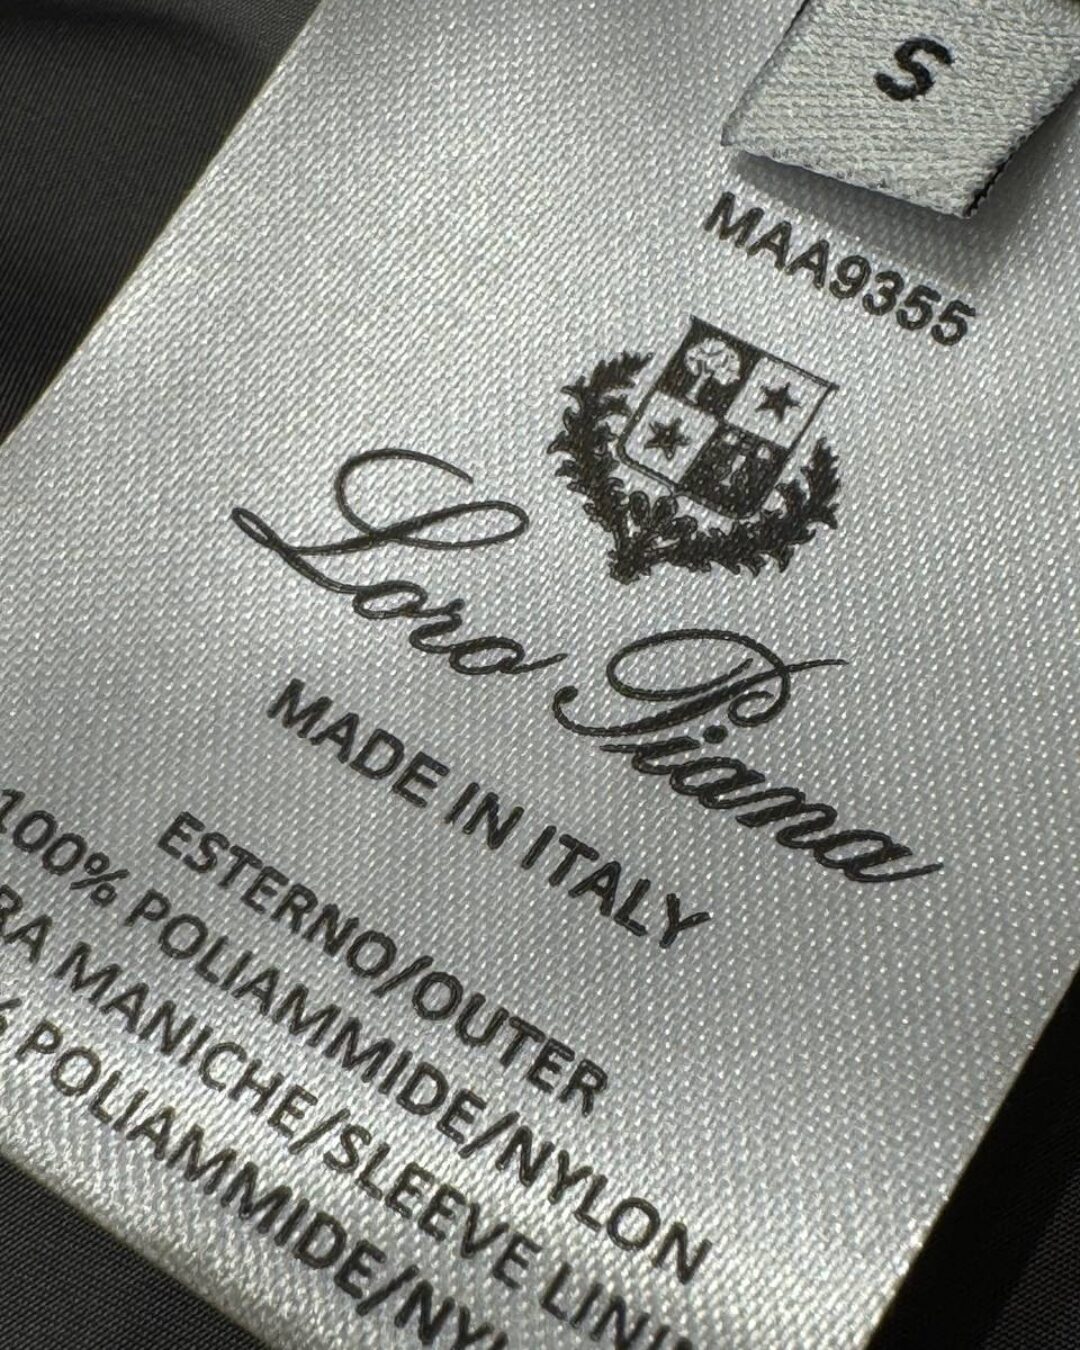 S
MAA9355
Loro Piana
MADE IN ITALY
ESTERNO/OUTER
100% POLIAMMIDE/NYLON
MANICHE/SLEEVE
POLIAMMIDE